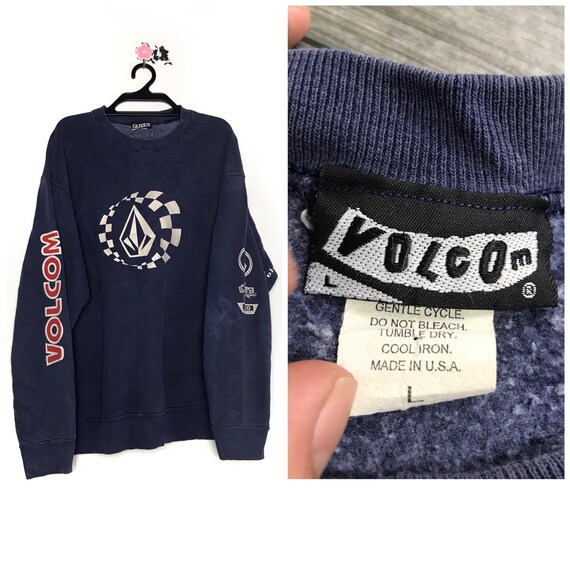 VOLCOM
VOLCOM
L
®
GENTLE CYCLE.
DO NOT BLEACH.
TUMBLE DRY.
COOL IRON.
MADE IN U.S.A.
L